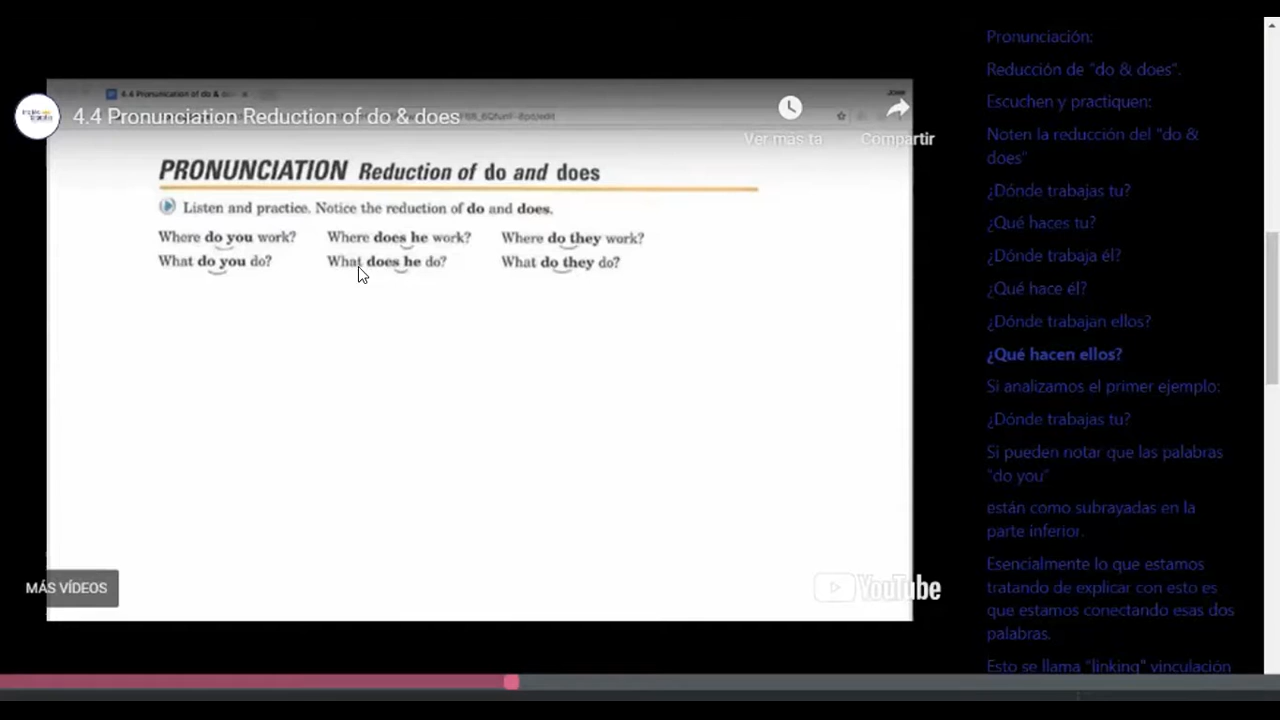 4.4 Pronunciation of do &
4.4 Pronunciation Reduction of do & does
Ver más ta
Compartir
PRONUNCIATION Reduction of do and does
Listen and practice. Notice the reduction of do and does.
Where do you work? Where does he work? Where do they work?
What do you do? What does he do? What do they do?
MÁS VÍDEOS
YouTube
Pronunciación:
Reducción de "do & does".
Escuchen y practiquen:
Noten la reducción del "do &
does"
¿Dónde trabajas tu?
¿Qué haces tu?
¿Dónde trabaja él?
¿Qué hace él?
¿Dónde trabajan ellos?
¿Qué hacen ellos?
Si analizamos el primer ejemplo:
¿Dónde trabajas tu?
Si pueden notar que las palabras
"do you"
están como subrayadas en la
parte inferior.
Esencialmente lo que estamos
tratando de explicar con esto es
que estamos conectando esas dos
palabras.
Esto se llama "linking" vinculación